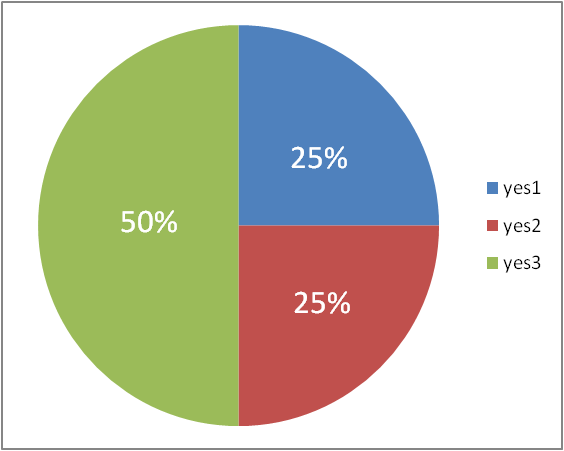 25%
50%
25%
yes1
yes2
yes3